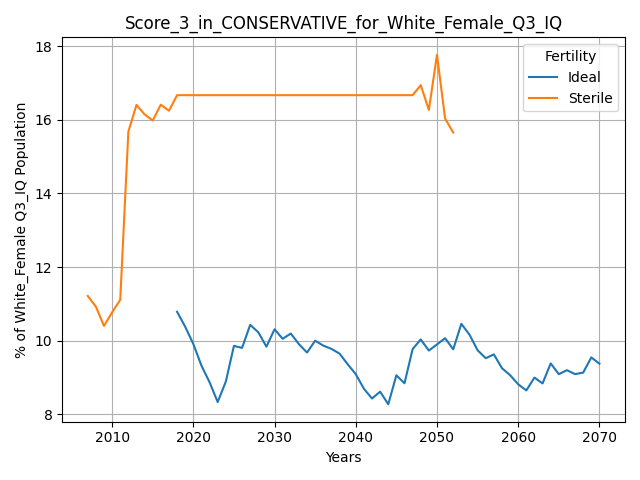 Score_3_in_CONSERVATIVE_for_White_Female_Q3_IQ
Fertility
Ideal
Sterile
% of White_Female Q3_IQ Population
18
16
14
12
10
8
2010 2020 2030 2040 2050 2060 2070
Years